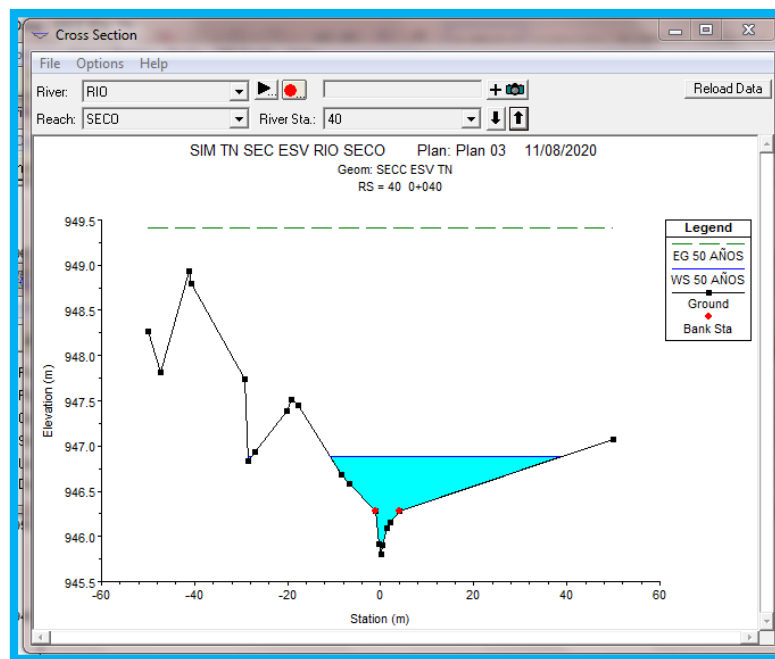 Cross Section
File Options Help
River: RIO
Reload Data
Reach: SECO River Sta.: 40
SIM TN SEC ESV RIO SECO Plan: Plan 03 11/08/2020
Geom: SECC ESV TN
RS = 40 0+040
949.5
949.0
948.5
948.0
947.5
947.0
946.5
946.0
945.5
Elevation (m)
-60 -40 -20 0 20 40 60
Station (m)
Legend
EG 50 AÑOS
WS 50 AÑOS
Ground
Bank Sta